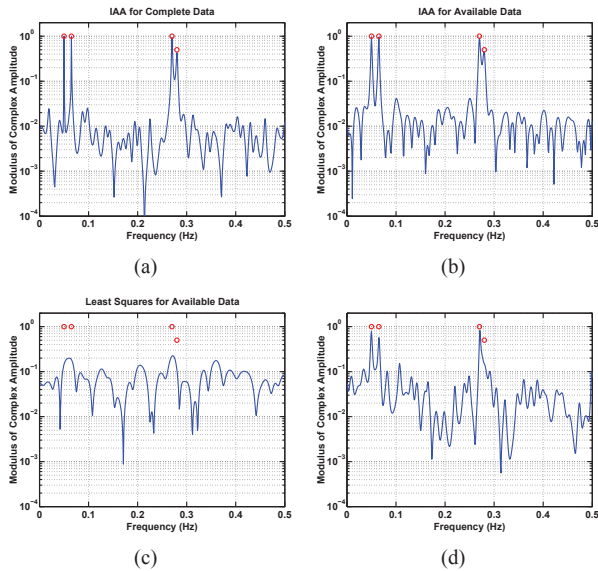 IAA for Complete Data
Modulus of Complex Amplitude
10^0
10^-1
10^-2
10^-3
10^-4
0 0.1 0.2 0.3 0.4 0.5
Frequency (Hz)
(a)
IAA for Available Data
Modulus of Complex Amplitude
10^0
10^-1
10^-2
10^-3
10^-4
0 0.1 0.2 0.3 0.4 0.5
Frequency (Hz)
(b)
Least Squares for Available Data
Modulus of Complex Amplitude
10^0
10^-1
10^-2
10^-3
10^-4
0 0.1 0.2 0.3 0.4 0.5
Frequency (Hz)
(c)
Modulus of Complex Amplitude
10^0
10^-1
10^-2
10^-3
10^-4
0 0.1 0.2 0.3 0.4 0.5
Frequency (Hz)
(d)